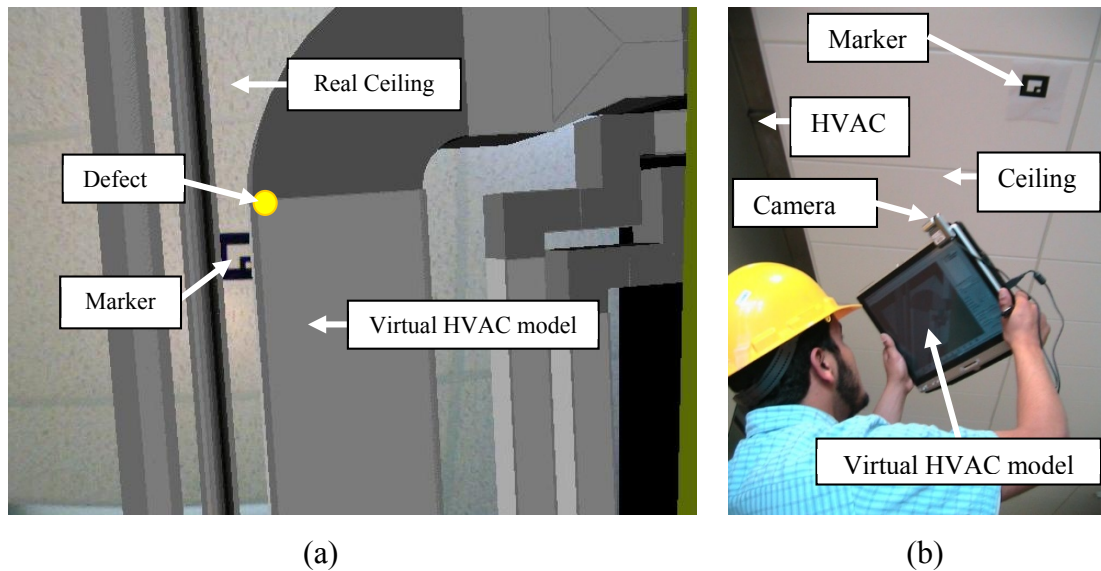 Real Ceiling
Defect
Marker
Virtual HVAC model
(a)
Marker
HVAC
Ceiling
Camera
Virtual HVAC model
(b)